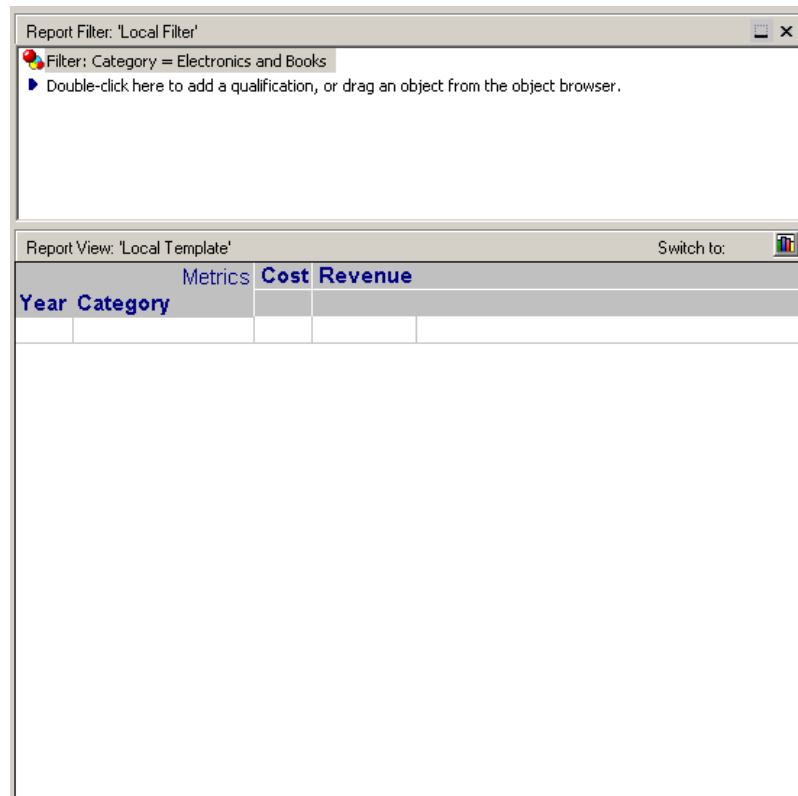 Report Filter: 'Local Filter'
Filter: Category = Electronics and Books
Double-click here to add a qualification, or drag an object from the object browser.
Report View: 'Local Template' Switch to:
Metrics Cost Revenue
Year Category